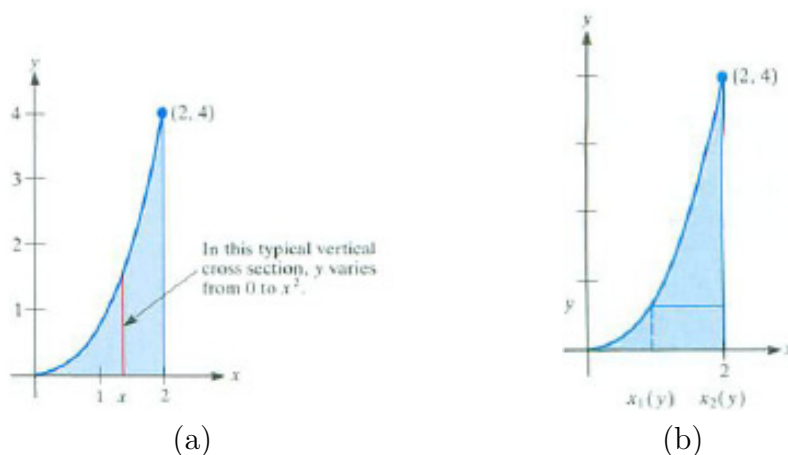 y
4
(2, 4)
3
2
In this typical vertical
cross section, y varies
from 0 to x².
1
1
x
2
x
(a)
y
(2, 4)
y
2
x
x₁(y)
x₂(y)
(b)